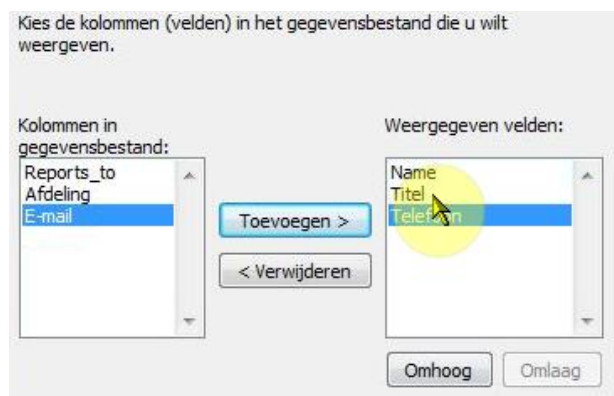 Kies de kolommen (velden) in het gegevensbestand die u wilt
weergeven.
Kolommen in
gegevensbestand:
Reports_to
Afdeling
E-mail
Toevoegen >
< Verwijderen
Weergegeven velden:
Name
Titel
Telefoon
Omhoog
Omlaag